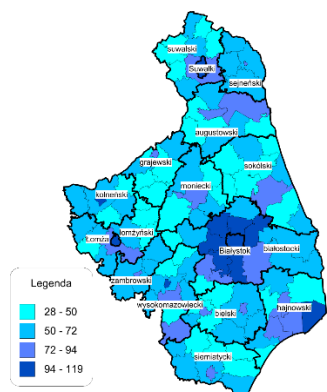 suwalski
Suwałki
sejneński
augustowski
grajewski
sokólski
kolneński
moniecki
Łomża
łomżyński
Białystok
białostocki
zambrowski
wysokomazowiecki
bielski
hajnowski
siemiatycki
Legenda
28 - 50
50 - 72
72 - 94
94 - 119